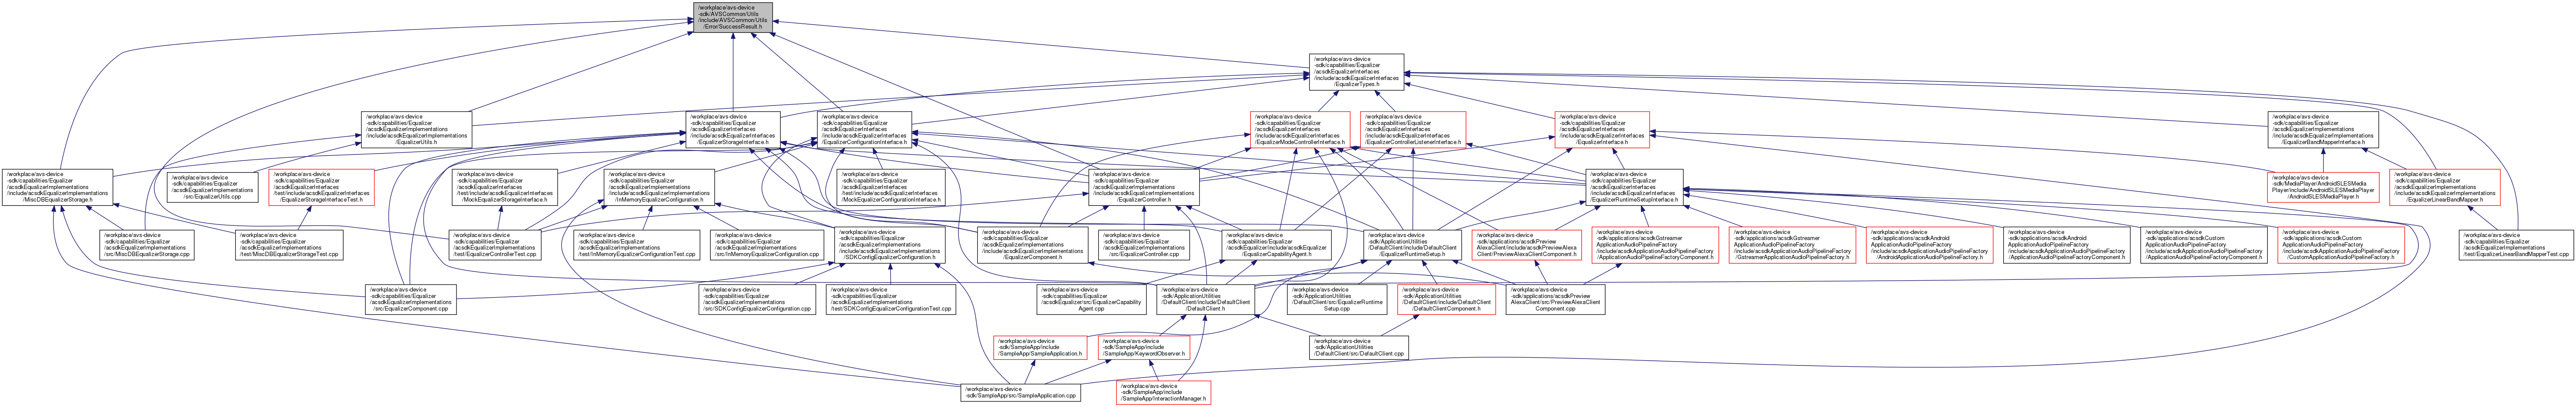 /workplace/avs-device
-sdk/AVSCommon/Utils
/include/AVSCommon/Utils
/Error/SuccessResult.h
/workplace/avs-device
-sdk/capabilities/Equalizer
/acsdkEqualizerInterfaces
/include/acsdkEqualizerInterfaces
/EqualizerTypes.h
/workplace/avs-device
-sdk/capabilities/Equalizer
/acsdkEqualizerImplementations
/include/acsdkEqualizerImplementations
/EqualizerUtils.h
/workplace/avs-device
-sdk/capabilities/Equalizer
/acsdkEqualizerInterfaces
/include/acsdkEqualizerInterfaces
/EqualizerStorageInterface.h
/workplace/avs-device
-sdk/capabilities/Equalizer
/acsdkEqualizerInterfaces
/include/acsdkEqualizerInterfaces
/EqualizerConfigurationInterface.h
/workplace/avs-device
-sdk/capabilities/Equalizer
/acsdkEqualizerInterfaces
/include/acsdkEqualizerInterfaces
/EqualizerModeControllerInterface.h
/workplace/avs-device
-sdk/capabilities/Equalizer
/acsdkEqualizerInterfaces
/include/acsdkEqualizerInterfaces
/EqualizerControllerListenerInterface.h
/workplace/avs-device
-sdk/capabilities/Equalizer
/acsdkEqualizerInterfaces
/include/acsdkEqualizerInterfaces
/EqualizerInterface.h
/workplace/avs-device
-sdk/capabilities/Equalizer
/acsdkEqualizerImplementations
/include/acsdkEqualizerImplementations
/EqualizerBandMapperInterface.h
/workplace/avs-device
-sdk/capabilities/Equalizer
/acsdkEqualizerImplementations
/include/acsdkEqualizerImplementations
/MiscDBEqualizerStorage.h
/workplace/avs-device
-sdk/capabilities/Equalizer
/acsdkEqualizerImplementations
/src/EqualizerUtils.cpp
/workplace/avs-device
-sdk/capabilities/Equalizer
/acsdkEqualizerInterfaces
/test/include/acsdkEqualizerInterfaces
/EqualizerStorageInterfaceTest.h
/workplace/avs-device
-sdk/capabilities/Equalizer
/acsdkEqualizerInterfaces
/test/include/acsdkEqualizerInterfaces
/MockEqualizerStorageInterface.h
/workplace/avs-device
-sdk/capabilities/Equalizer
/acsdkEqualizerImplementations
/include/acsdkEqualizerImplementations
/InMemoryEqualizerConfiguration.h
/workplace/avs-device
-sdk/capabilities/Equalizer
/acsdkEqualizerInterfaces
/test/include/acsdkEqualizerInterfaces
/MockEqualizerConfigurationInterface.h
/workplace/avs-device
-sdk/capabilities/Equalizer
/acsdkEqualizerImplementations
/include/acsdkEqualizerImplementations
/EqualizerController.h
/workplace/avs-device
-sdk/capabilities/Equalizer
/acsdkEqualizerInterfaces
/include/acsdkEqualizerInterfaces
/EqualizerRuntimeSetupInterface.h
/workplace/avs-device
-sdk/MediaPlayer/AndroidSLESMedia
Player/include/AndroidSLESMediaPlayer
/AndroidSLESMediaPlayer.h
/workplace/avs-device
-sdk/capabilities/Equalizer
/acsdkEqualizerImplementations
/include/acsdkEqualizerImplementations
/EqualizerLinearBandMapper.h
/workplace/avs-device
-sdk/capabilities/Equalizer
/acsdkEqualizerImplementations
/src/MiscDBEqualizerStorage.cpp
/workplace/avs-device
-sdk/capabilities/Equalizer
/acsdkEqualizerImplementations
/test/MiscDBEqualizerStorageTest.cpp
/workplace/avs-device
-sdk/capabilities/Equalizer
/acsdkEqualizerImplementations
/test/EqualizerControllerTest.cpp
/workplace/avs-device
-sdk/capabilities/Equalizer
/acsdkEqualizerImplementations
/test/InMemoryEqualizerConfigurationTest.cpp
/workplace/avs-device
-sdk/capabilities/Equalizer
/acsdkEqualizerImplementations
/src/InMemoryEqualizerConfiguration.cpp
/workplace/avs-device
-sdk/capabilities/Equalizer
/acsdkEqualizerImplementations
/include/acsdkEqualizerImplementations
/SDKConfigEqualizerConfiguration.h
/workplace/avs-device
-sdk/capabilities/Equalizer
/acsdkEqualizerImplementations
/include/acsdkEqualizerImplementations
/EqualizerComponent.h
/workplace/avs-device
-sdk/capabilities/Equalizer
/acsdkEqualizerImplementations
/src/EqualizerController.cpp
/workplace/avs-device
-sdk/capabilities/Equalizer
/acsdkEqualizer/include/acsdkEqualizer
/EqualizerCapabilityAgent.h
/workplace/avs-device
-sdk/ApplicationUtilities
/DefaultClient/include/DefaultClient
/EqualizerRuntimeSetup.h
/workplace/avs-device
-sdk/applications/acsdkPreview
AlexaClient/include/acsdkPreviewAlexa
Client/PreviewAlexaClientComponent.h
/workplace/avs-device
-sdk/applications/acsdkGstreamer
ApplicationAudioPipelineFactory
/include/acsdkApplicationAudioPipelineFactory
/ApplicationAudioPipelineFactoryComponent.h
/workplace/avs-device
-sdk/applications/acsdkGstreamer
ApplicationAudioPipelineFactory
/include/acsdkApplicationAudioPipelineFactory
/GstreamerApplicationAudioPipelineFactory.h
/workplace/avs-device
-sdk/applications/acsdkAndroid
ApplicationAudioPipelineFactory
/include/acsdkApplicationAudioPipelineFactory
/AndroidApplicationAudioPipelineFactory.h
/workplace/avs-device
-sdk/applications/acsdkAndroid
ApplicationAudioPipelineFactory
/include/acsdkApplicationAudioPipelineFactory
/ApplicationAudioPipelineFactoryComponent.h
/workplace/avs-device
-sdk/applications/acsdkCustom
ApplicationAudioPipelineFactory
/include/acsdkApplicationAudioPipelineFactory
/ApplicationAudioPipelineFactoryComponent.h
/workplace/avs-device
-sdk/applications/acsdkCustom
ApplicationAudioPipelineFactory
/include/acsdkApplicationAudioPipelineFactory
/CustomApplicationAudioPipelineFactory.h
/workplace/avs-device
-sdk/capabilities/Equalizer
/acsdkEqualizerImplementations
/test/EqualizerLinearBandMapperTest.cpp
/workplace/avs-device
-sdk/capabilities/Equalizer
/acsdkEqualizerImplementations
/src/EqualizerComponent.cpp
/workplace/avs-device
-sdk/capabilities/Equalizer
/acsdkEqualizerImplementations
/src/SDKConfigEqualizerConfiguration.cpp
/workplace/avs-device
-sdk/capabilities/Equalizer
/acsdkEqualizerImplementations
/test/SDKConfigEqualizerConfigurationTest.cpp
/workplace/avs-device
-sdk/capabilities/Equalizer
/acsdkEqualizer/src/EqualizerCapability
Agent.cpp
/workplace/avs-device
-sdk/ApplicationUtilities
/DefaultClient/include/DefaultClient
/DefaultClient.h
/workplace/avs-device
-sdk/ApplicationUtilities
/DefaultClient/src/EqualizerRuntime
Setup.cpp
/workplace/avs-device
-sdk/ApplicationUtilities
/DefaultClient/include/DefaultClient
/DefaultClientComponent.h
/workplace/avs-device
-sdk/applications/acsdkPreview
AlexaClient/src/PreviewAlexaClient
Component.cpp
/workplace/avs-device
-sdk/SampleApp/include
/SampleApp/SampleApplication.h
/workplace/avs-device
-sdk/SampleApp/include
/SampleApp/KeywordObserver.h
/workplace/avs-device
-sdk/ApplicationUtilities
/DefaultClient/src/DefaultClient.cpp
/workplace/avs-device
-sdk/SampleApp/src/SampleApplication.cpp
/workplace/avs-device
-sdk/SampleApp/include
/SampleApp/InteractionManager.h